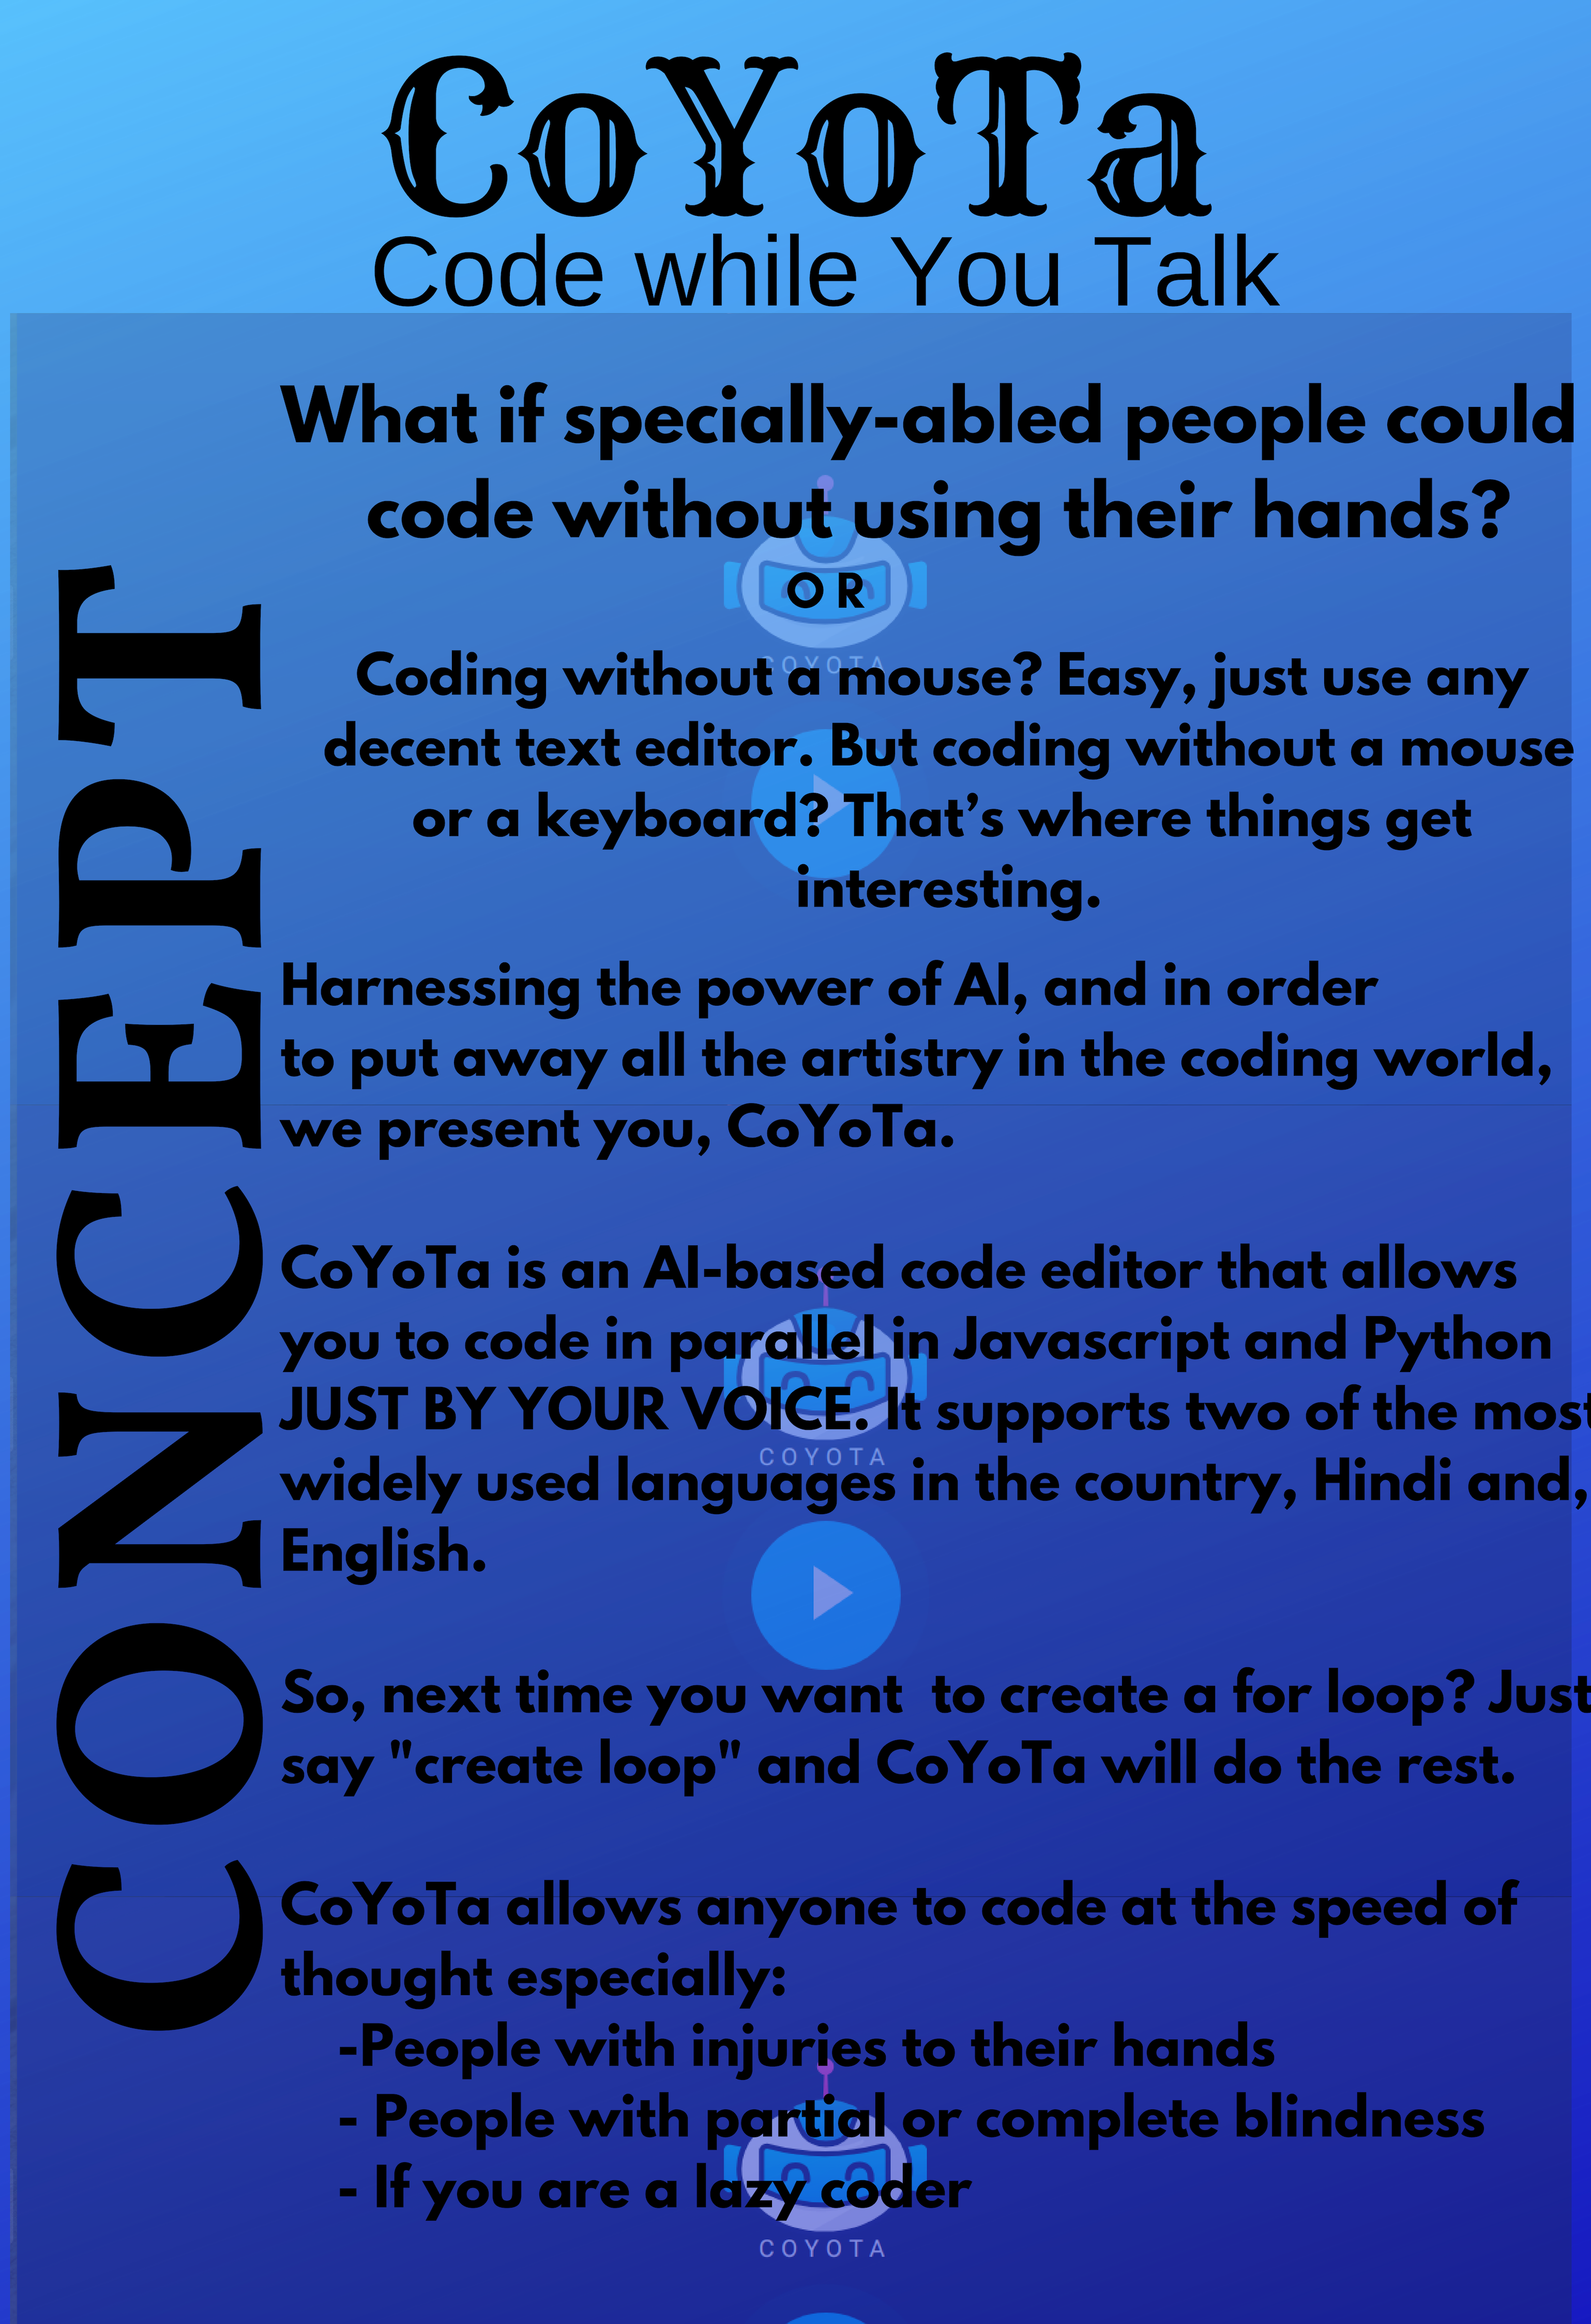 CoYoTa
Code while You Talk
CONCEPT
What if specially-abled people could
code without using their hands?
OR
COYOTA
Coding without a mouse? Easy, just use any
decent text editor. But coding without a mouse
or a keyboard? That’s where things get
interesting.
Harnessing the power of AI, and in order
to put away all the artistry in the coding world,
we present you, CoYoTa.
CoYoTa is an AI-based code editor that allows
you to code in parallel in Javascript and Python
JUST BY YOUR VOICE. It supports two of the most
COYOTA
widely used languages in the country, Hindi and,
English.
So, next time you want  to create a for loop? Just
say "create loop" and CoYoTa will do the rest.
CoYoTa allows anyone to code at the speed of
thought especially:
-People with injuries to their hands
- People with partial or complete blindness
- If you are a lazy coder
COYOTA